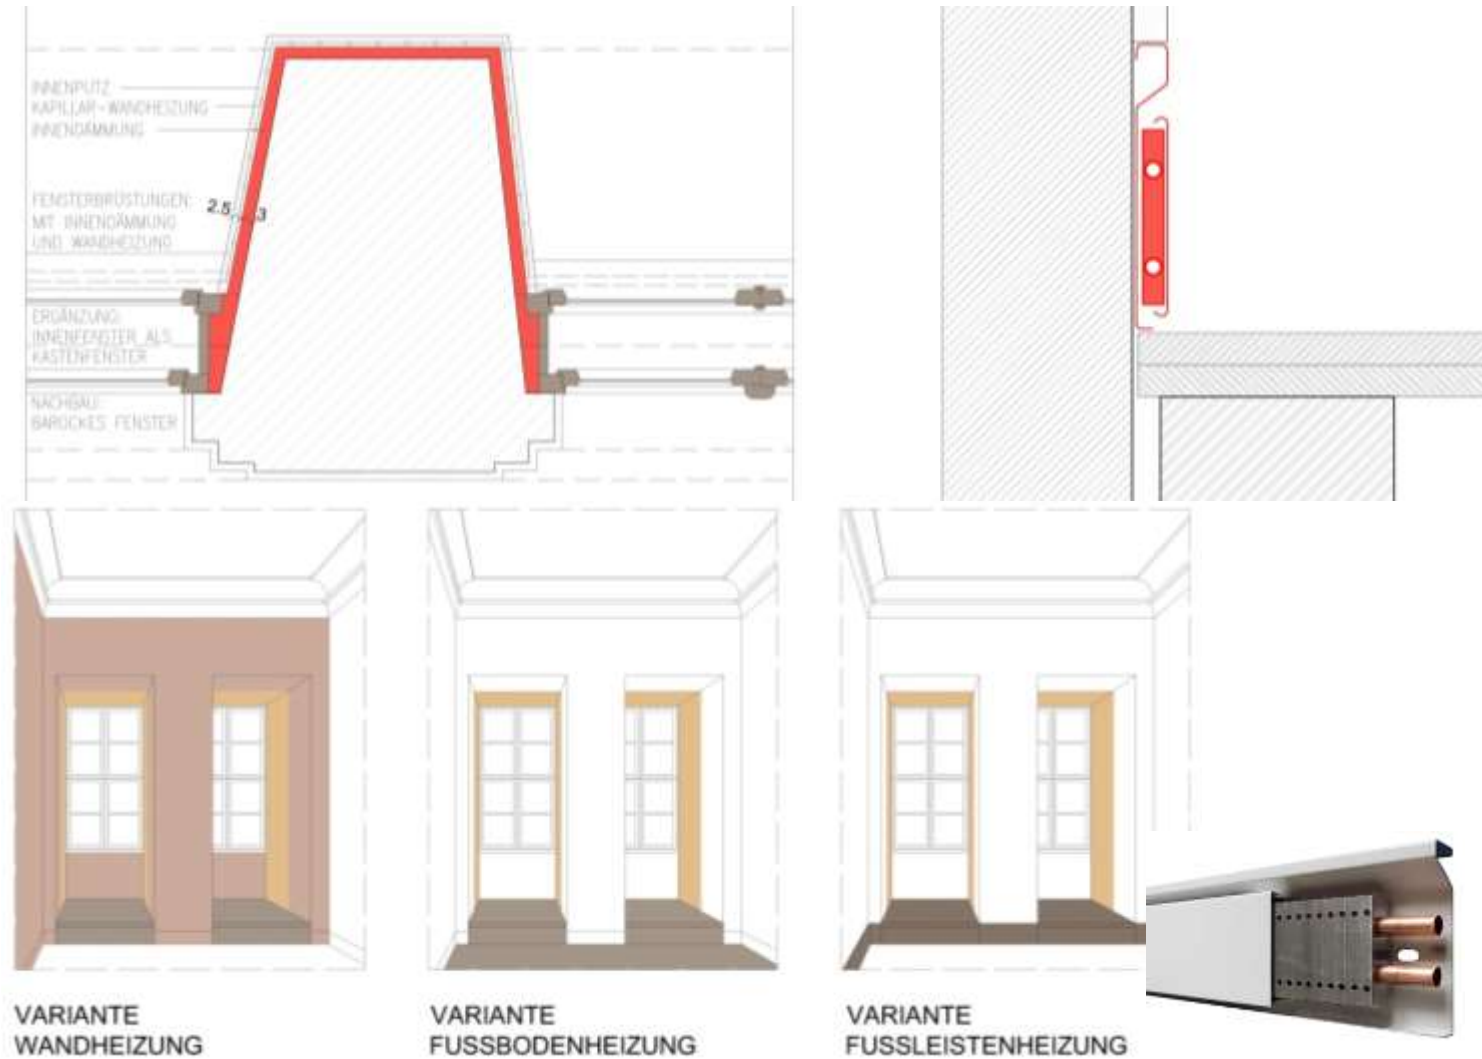 INNENPUTZ
KAPILLAR-WANDHEIZUNG
INNENDÄMMUNG
FENSTERBRÜSTUNGEN:
MIT INNENDÄMMUNG
UND WANDHEIZUNG
2.5
3
ERGÄNZUNG:
INNENFENSTER ALS
KASTENFENSTER
NACHBAU:
BAROCKES FENSTER
VARIANTE
WANDHEIZUNG
VARIANTE
FUSSBODENHEIZUNG
VARIANTE
FUSSLEISTENHEIZUNG